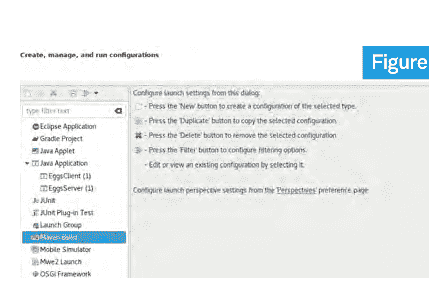 Create, manage, and run configurations
Figure
Configure launch settings from this dialog:
- Press the 'New' button to create a configuration of the selected type.
type filter text
- Press the 'Duplicate' button to copy the selected configuration.
Eclipse Application
- Press the 'Delete' button to remove the selected configuration.
Gradle Project
- Press the 'Filter' button to configure filtering options.
Java Applet
- Edit or view an existing configuration by selecting it.
Java Application
EggsClient (1)
EggsServer (1)
Configure launch perspective settings from the 'Perspectives' preference page.
JUnit
JUnit Plug-in Test
Launch Group
Maven Build
Mobile Simulator
Mwe2 Launch
OSGi Framework